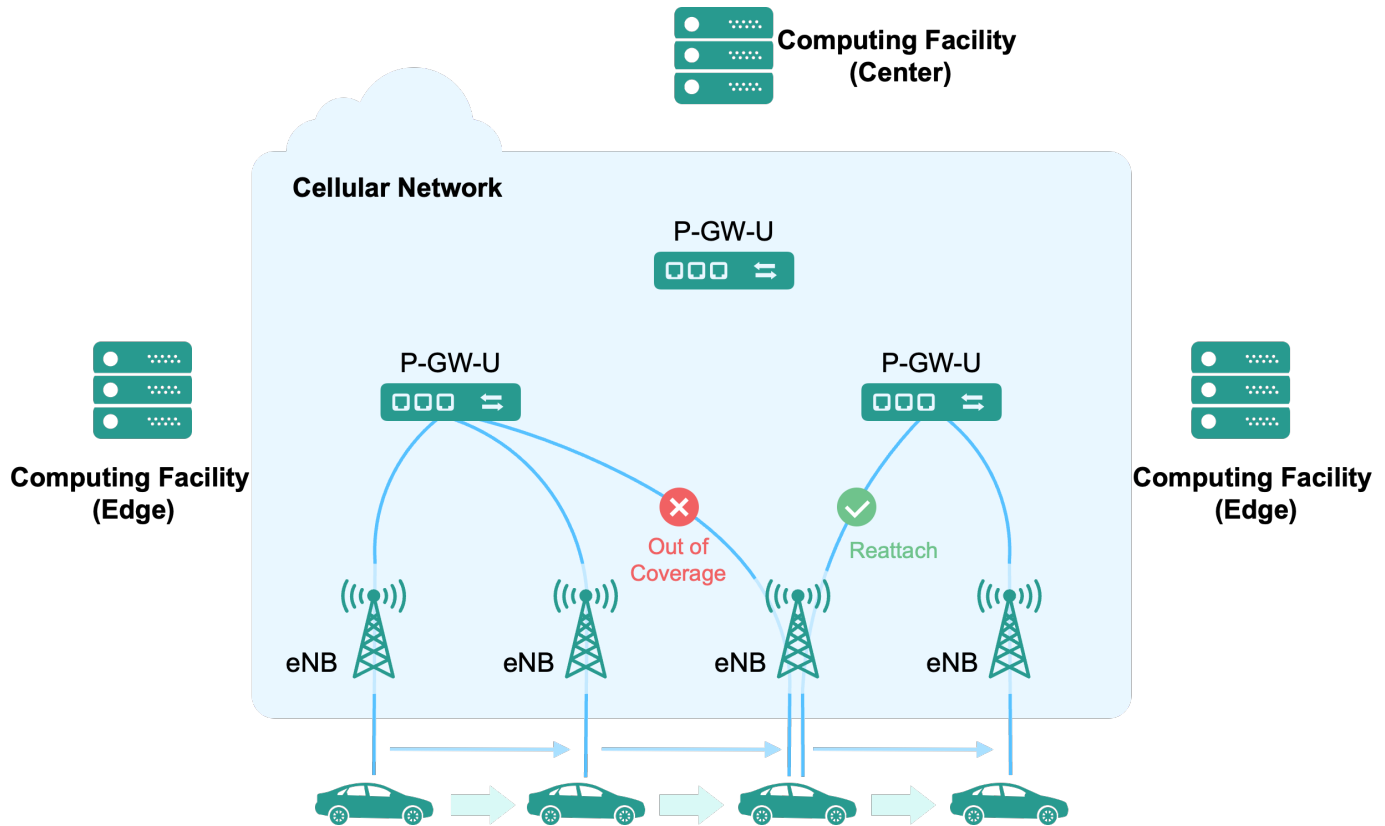 Computing Facility
(Center)
Cellular Network
P-GW-U
P-GW-U
P-GW-U
Computing Facility
(Edge)
Computing Facility
(Edge)
Out of
Coverage
Reattach
eNB
eNB
eNB
eNB